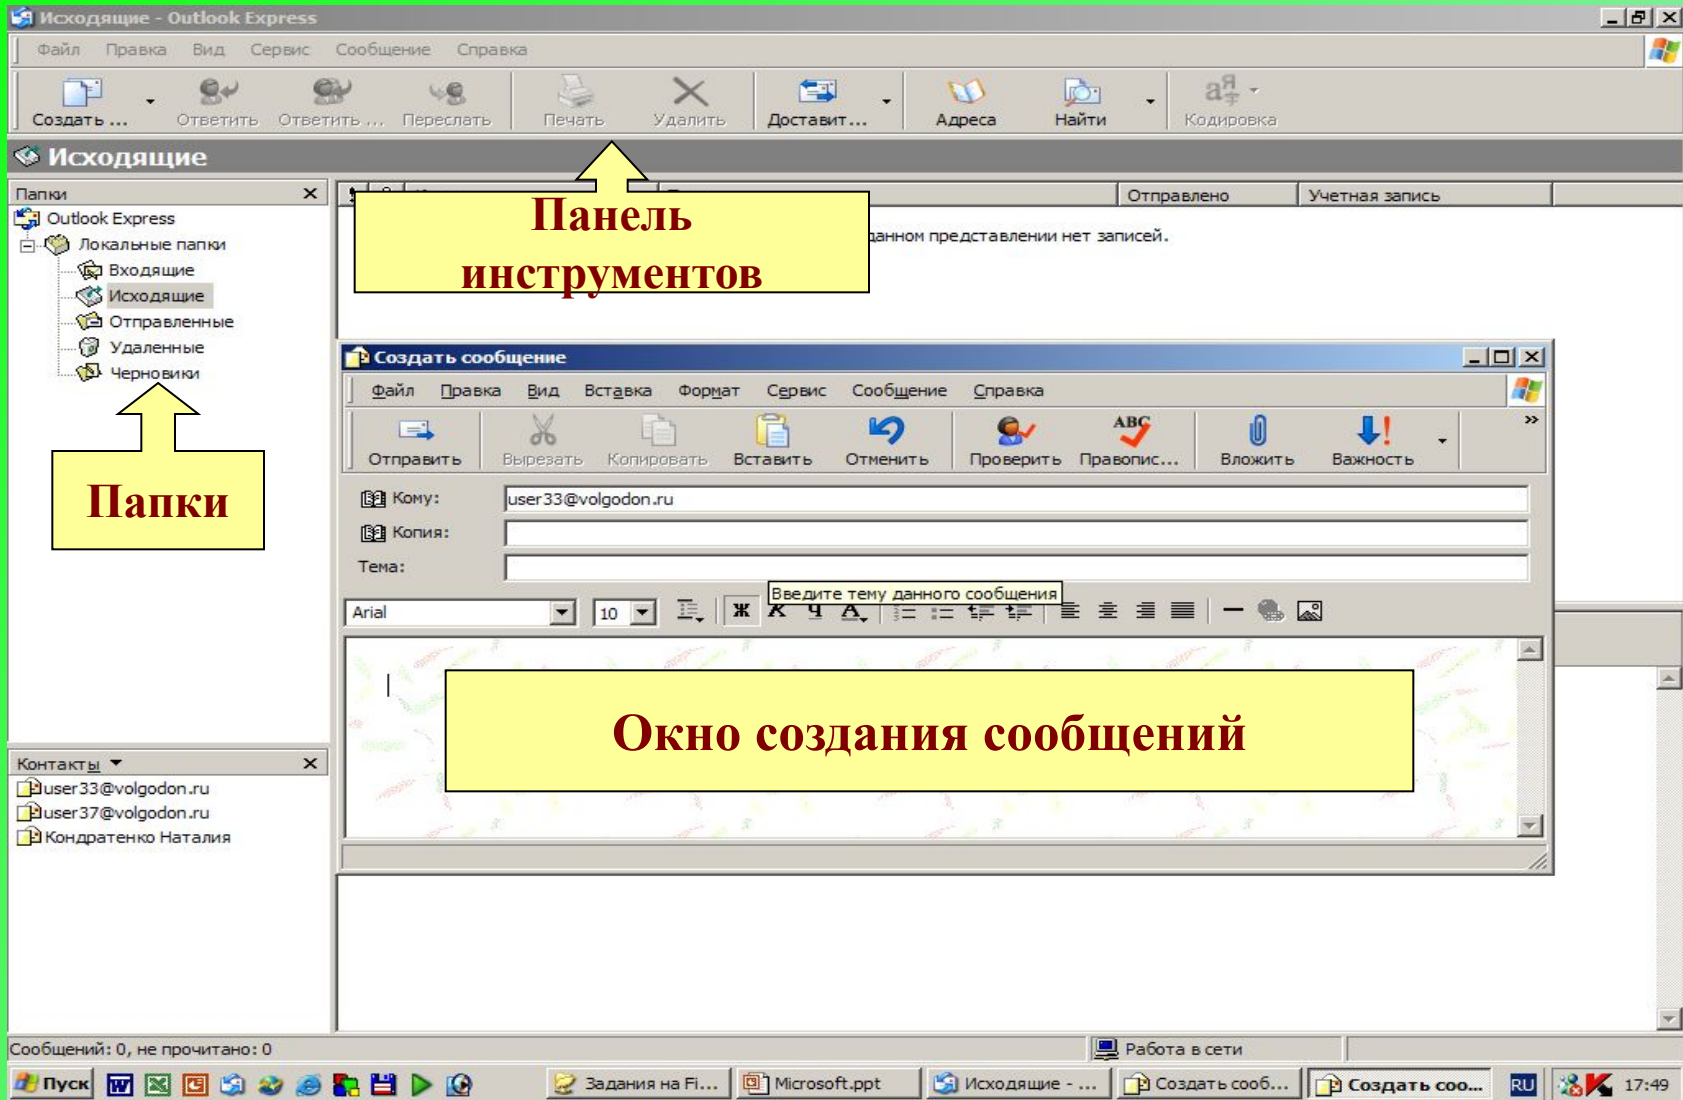 Исходящие - Outlook Express
Файл Правка Вид Сервис Сообщение Справка
Создать ... Ответить Ответить ... Переслать Печать Удалить Доставит... Адреса Найти Кодировка
Исходящие
Папки
Отправлено Учетная запись
Outlook Express
Локальные папки
Входящие
Исходящие
Отправленные
Удаленные
Черновики
Панель
инструментов
данном представлении нет записей.
Папки
Создать сообщение
Файл Правка Вид Вставка Формат Сервис Сообщение Справка
Отправить Вырезать Копировать Вставить Отменить Проверить Правопис... Вложить Важность
Кому: user33@volgodon.ru
Копия:
Тема:
Введите тему данного сообщения
Arial 10 Ж К Ч А
Окно создания сообщений
Контакты
user33@volgodon.ru
user37@volgodon.ru
Кондратенко Наталия
Сообщений: 0, не прочитано: 0
Работа в сети
Пуск Задания на Fi... Microsoft.ppt Исходящие - ... Создать сооб... Создать соо... RU 17:49